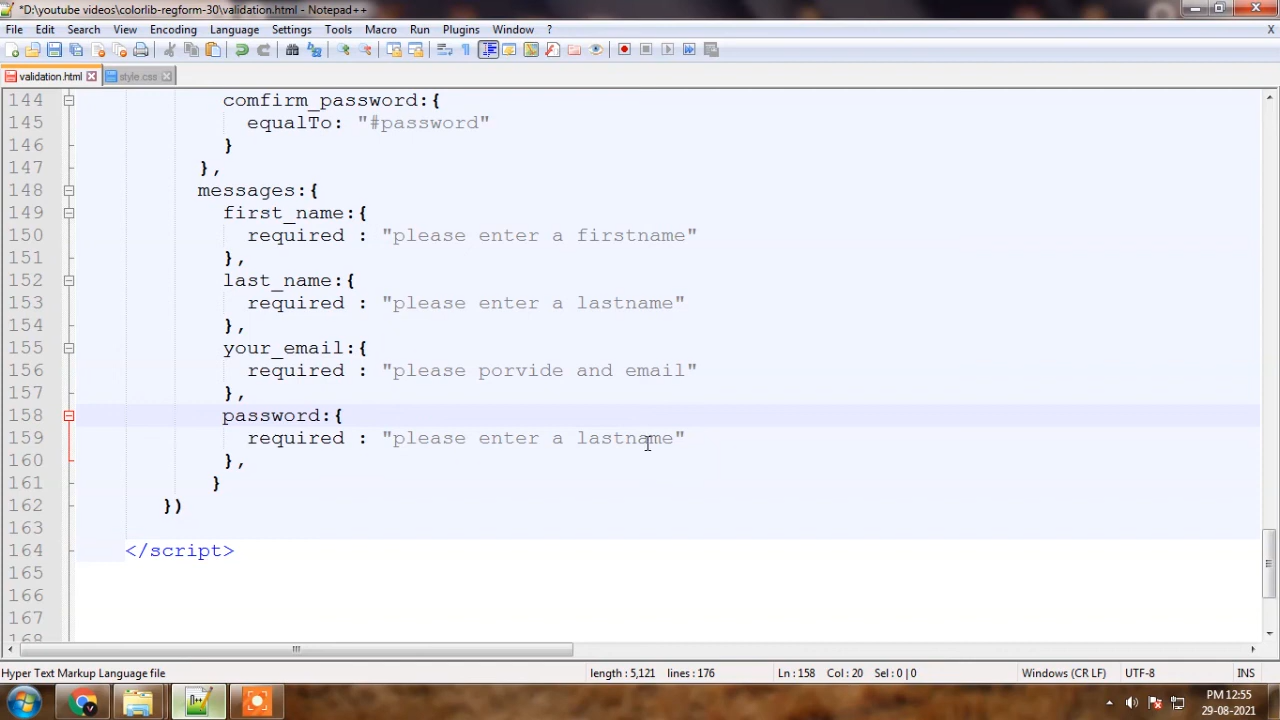 *D:\youtube videos\colorlib-regform-30\validation.html - Notepad++
File Edit Search View Encoding Language Settings Tools Macro Run Plugins Window ? X
validation.html style.css
144 comfirm_password:{
145 equalTo: "#password"
146 }
147 },
148 messages:{
149 first_name:{
150 required : "please enter a firstname"
151 },
152 last_name:{
153 required : "please enter a lastname"
154 },
155 your_email:{
156 required : "please porvide and email"
157 },
158 password:{
159 required : "please enter a lastname"
160 },
161 }
162 })
163
164 </script>
165
166
167
168
Hyper Text Markup Language file length : 5,121 lines : 176 Ln : 158 Col : 20 Sel : 0 | 0 Windows (CR LF) UTF-8 INS
PM 12:55
29-08-2021